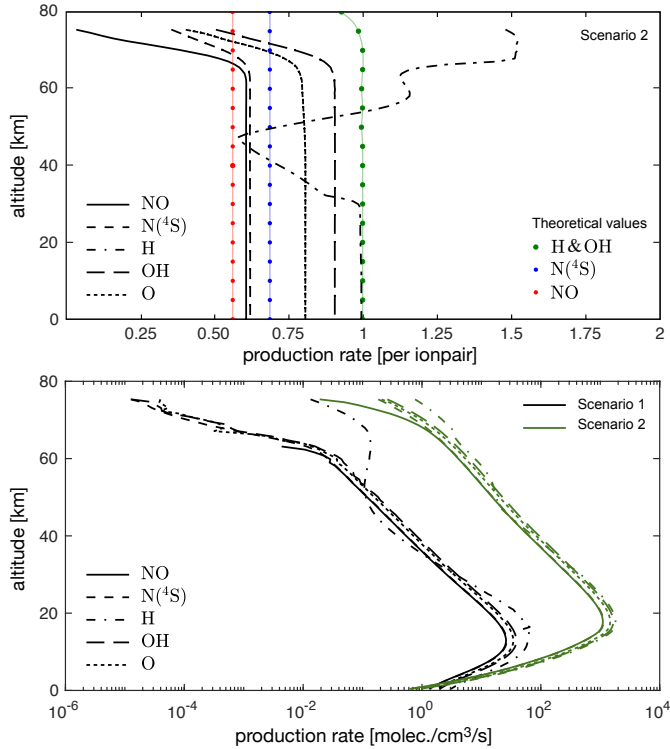 80
60
40
20
0
altitude [km]
Scenario 2
NO
N(⁴S)
H
OH
O
Theoretical values
H & OH
N(⁴S)
NO
0.25 0.50 0.75 1 1.25 1.5 1.75 2
production rate [per ionpair]
80
60
40
20
0
altitude [km]
Scenario 1
Scenario 2
NO
N(⁴S)
H
OH
O
10⁻⁶ 10⁻⁴ 10⁻² 10⁰ 10² 10⁴
production rate [molec./cm³/s]